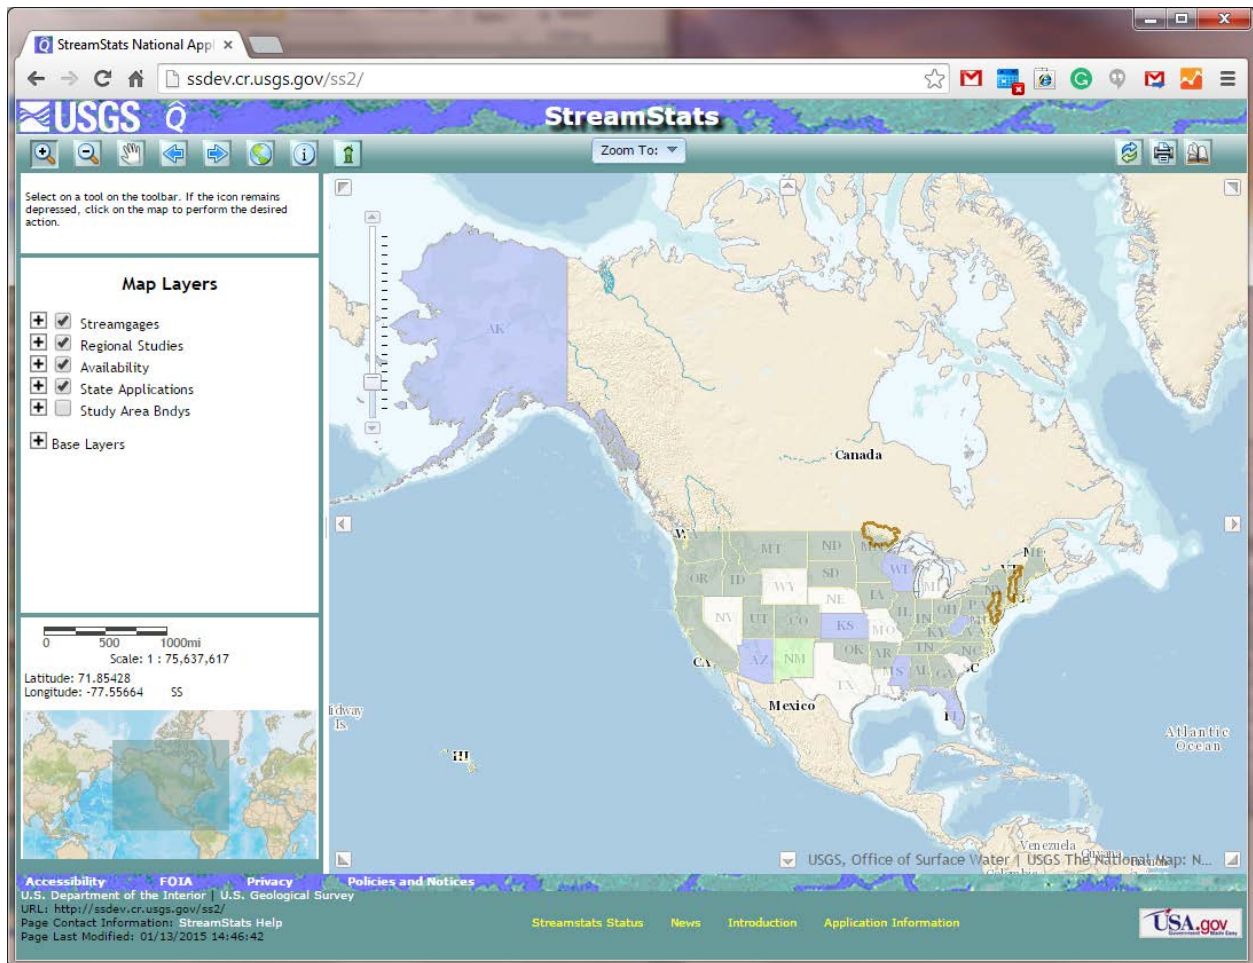 StreamStats National Appl
ssdev.cr.usgs.gov/ss2/
USGS
StreamStats
Zoom To:
Select on a tool on the toolbar. If the icon remains
depressed, click on the map to perform the desired
action.
Map Layers
Streamgages
Regional Studies
Availability
State Applications
Study Area Bndys
Base Layers
0 500 1000mi
Scale: 1 : 75,637,617
Latitude: 71.85428
Longitude: -77.55664 SS
AK
Canada
MT
ND
ME
OR
ID
WY
SD
WI
MI
NE
IA
NV
UT
CO
KS
MO
IL
IN
OH
PA
KY
VA
CA
AZ
NM
OK
AR
TN
NC
SC
TX
MS
AL
GA
FL
Mexico
HI
Is.
Atlantic
Ocean
Venezuela
USGS, Office of Surface Water | USGS The National Map: N...
Accessibility FOIA Privacy Policies and Notices
U.S. Department of the Interior | U.S. Geological Survey
URL: http://ssdev.cr.usgs.gov/ss2/
Page Contact Information: StreamStats Help
Page Last Modified: 01/13/2015 14:46:42
Streamstats Status News Introduction Application Information
USA.gov
Government Made Easy